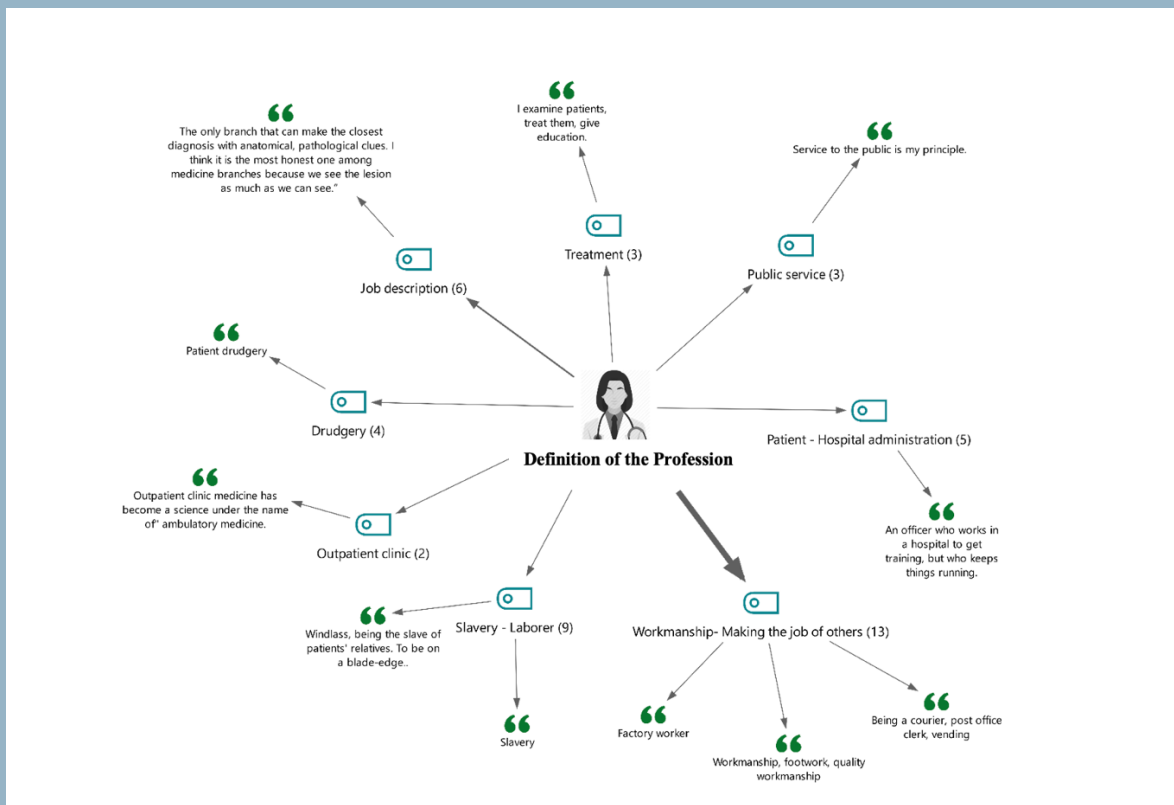 I examine patients,
treat them, give
education.
The only branch that can make the closest
diagnosis with anatomical, pathological clues. I
think it is the most honest one among
medicine branches because we see the lesion
as much as we can see."
Service to the public is my principle.
Treatment (3)
Public service (3)
Job description (6)
Patient drudgery
Drudgery (4)
Patient - Hospital administration (5)
Definition of the Profession
Outpatient clinic medicine has
become a science under the name
of' ambulatory medicine.
An officer who works in
a hospital to get
training, but who keeps
things running.
Outpatient clinic (2)
Slavery - Laborer (9)
Workmanship- Making the job of others (13)
Windlass, being the slave of
patients' relatives. To be on
a blade-edge..
Slavery
Factory worker
Workmanship, footwork, quality
workmanship
Being a courier, post office
clerk, vending